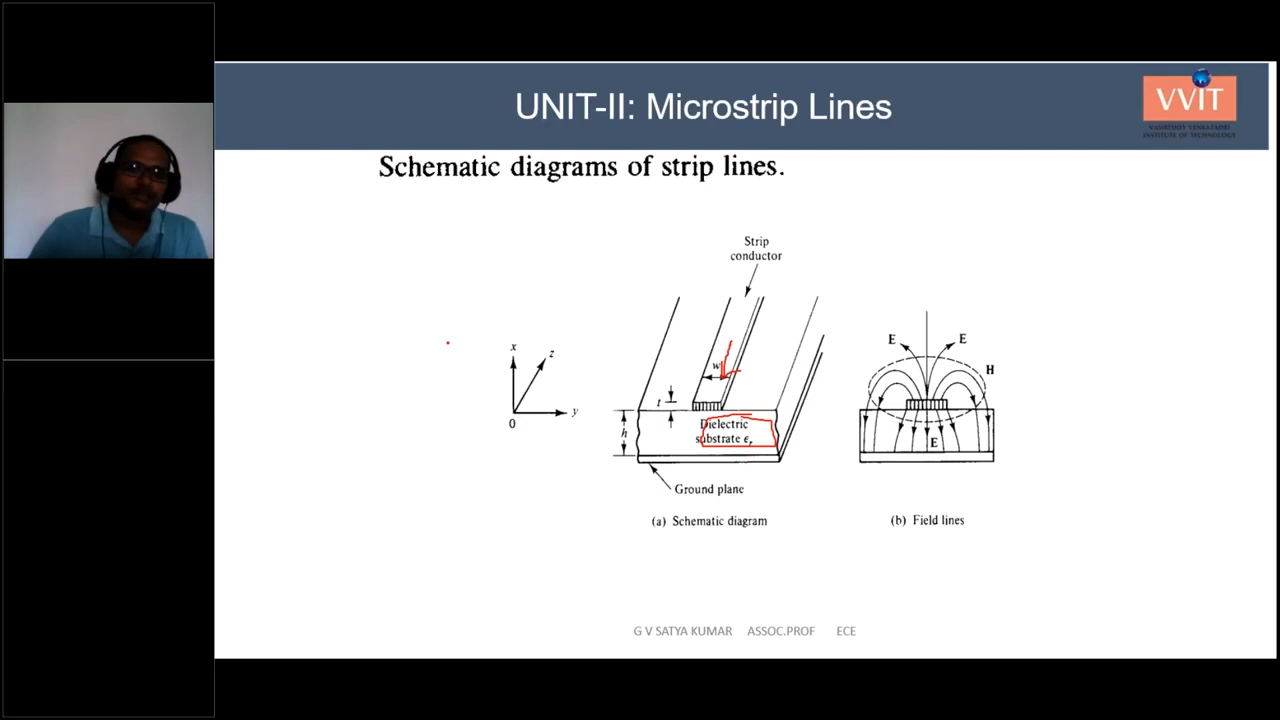 UNIT-II: Microstrip Lines
VVIT
VASIREDDY VENKATADRI
INSTITUTE OF TECHNOLOGY
Schematic diagrams of strip lines.
Strip
conductor
x
z
y
0
w
t
h
Dielectric
substrate ϵr
Ground plane
(a) Schematic diagram
E
E
H
E
(b) Field lines
G V SATYA KUMAR ASSOC.PROF ECE